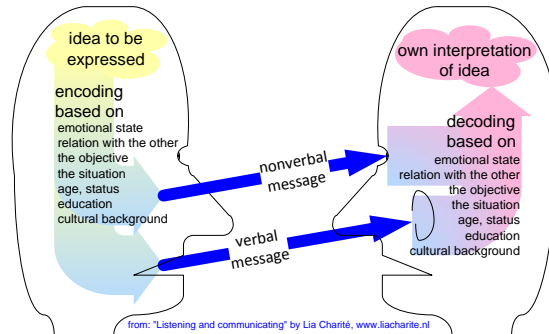 idea to be
expressed
encoding
based on
emotional state
relation with the other
the objective
the situation
age, status
education
cultural background
nonverbal
message
verbal
message
own interpretation
of idea
decoding
based on
emotional state
relation with the other
the objective
the situation
age, status
education
cultural background
from: "Listening and communicating" by Lia Charité, www.liacharite.nl